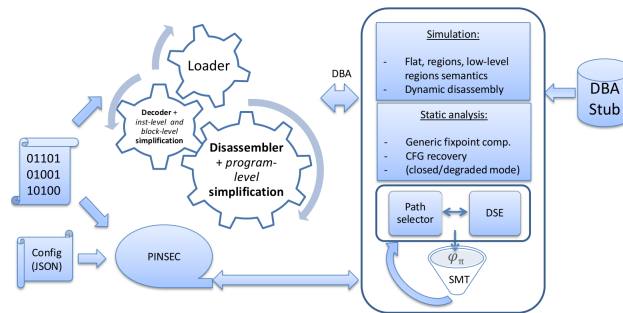 Loader
Decoder +
inst-level and
block-level
simplification
Disassembler
+ program-
level
simplification
01101
01001
10100
Config
(JSON)
PINSEC
DBA
Simulation:
- Flat, regions, low-level
regions semantics
- Dynamic disassembly
Static analysis:
- Generic fixpoint comp.
- CFG recovery
- (closed/degraded mode)
Path
selector
DSE
φπ
SMT
DBA
Stub